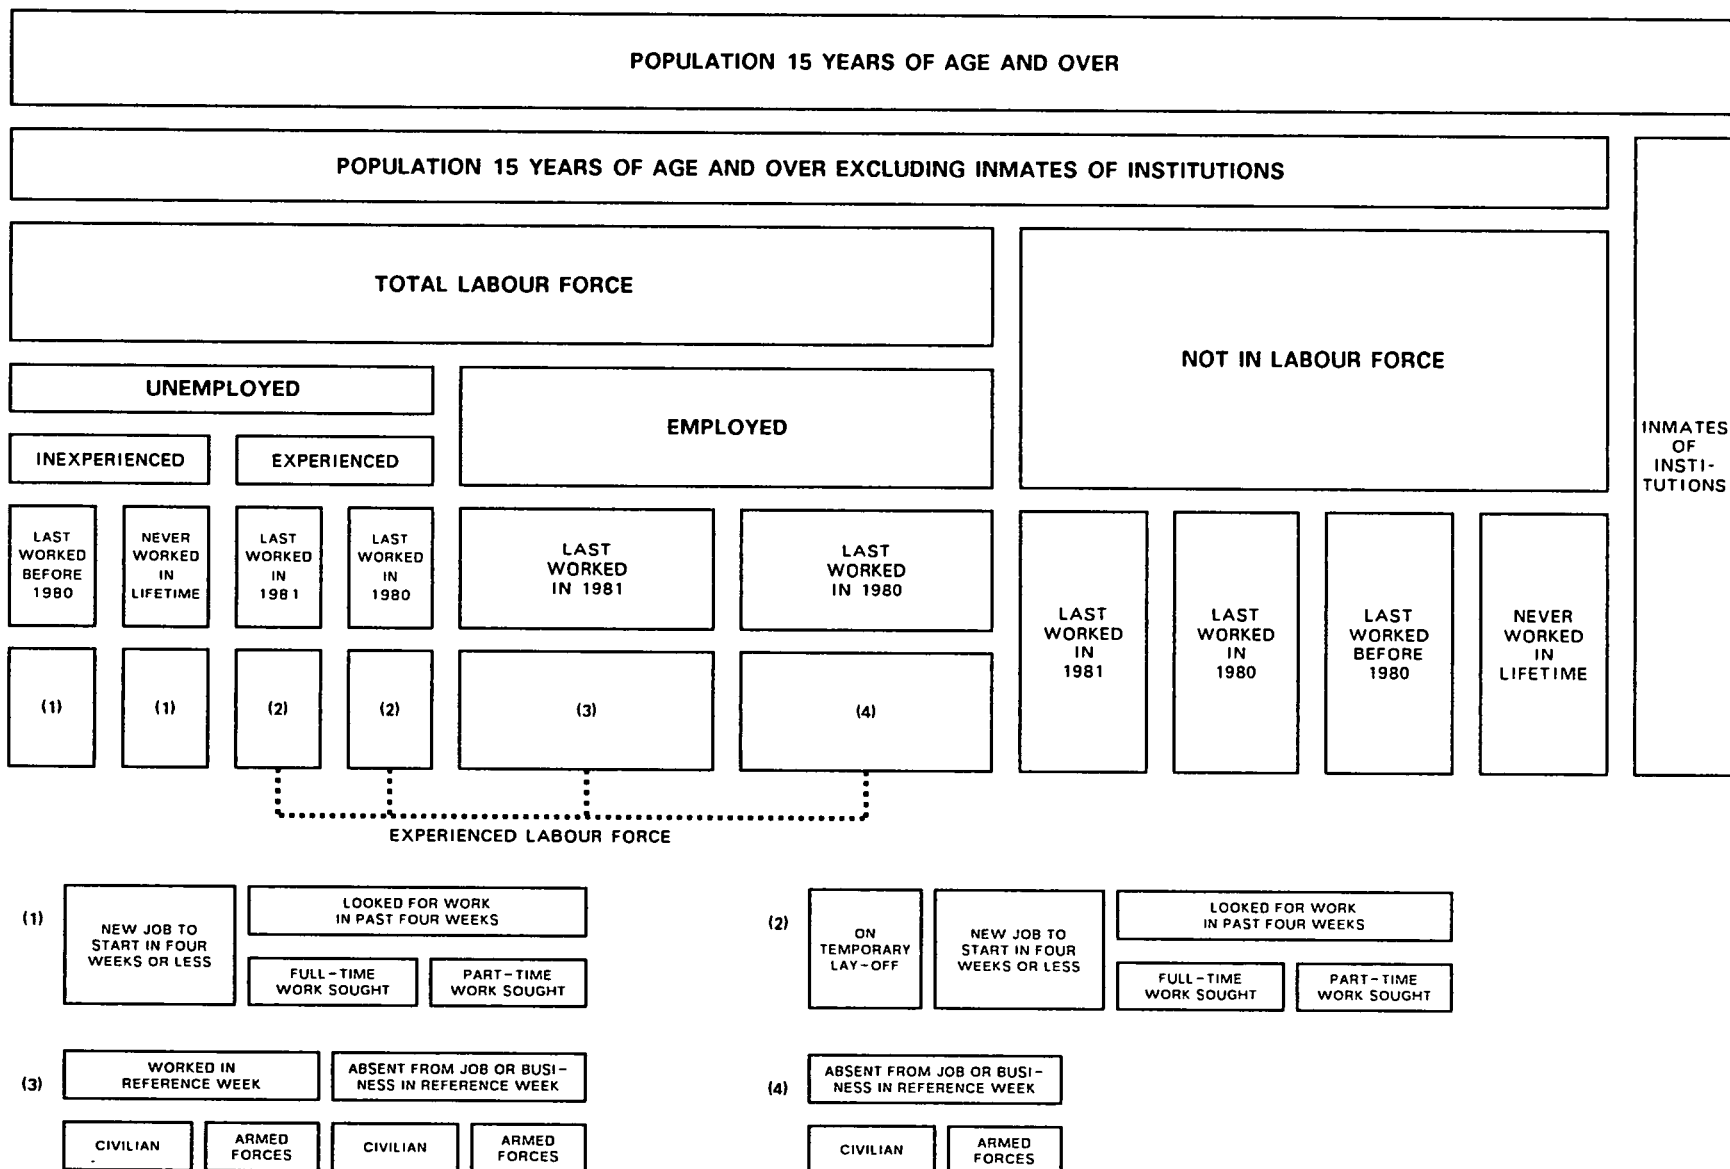 POPULATION 15 YEARS OF AGE AND OVER
POPULATION 15 YEARS OF AGE AND OVER EXCLUDING INMATES OF INSTITUTIONS
TOTAL LABOUR FORCE
NOT IN LABOUR FORCE
INMATES
OF
INSTI-
TUTIONS
UNEMPLOYED
EMPLOYED
INEXPERIENCED
EXPERIENCED
LAST
WORKED
BEFORE
1980
NEVER
WORKED
IN
LIFETIME
LAST
WORKED
IN
1981
LAST
WORKED
IN
1980
LAST
WORKED
IN 1981
LAST
WORKED
IN 1980
LAST
WORKED
IN
1981
LAST
WORKED
IN
1980
LAST
WORKED
BEFORE
1980
NEVER
WORKED
IN
LIFETIME
(1)
(1)
(2)
(2)
(3)
(4)
EXPERIENCED LABOUR FORCE
(1)
NEW JOB TO
START IN FOUR
WEEKS OR LESS
LOOKED FOR WORK
IN PAST FOUR WEEKS
FULL-TIME
WORK SOUGHT
PART-TIME
WORK SOUGHT
(2)
ON
TEMPORARY
LAY-OFF
NEW JOB TO
START IN FOUR
WEEKS OR LESS
LOOKED FOR WORK
IN PAST FOUR WEEKS
FULL-TIME
WORK SOUGHT
PART-TIME
WORK SOUGHT
(3)
WORKED IN
REFERENCE WEEK
ABSENT FROM JOB OR BUSI-
NESS IN REFERENCE WEEK
CIVILIAN
ARMED
FORCES
CIVILIAN
ARMED
FORCES
(4)
ABSENT FROM JOB OR BUSI-
NESS IN REFERENCE WEEK
CIVILIAN
ARMED
FORCES